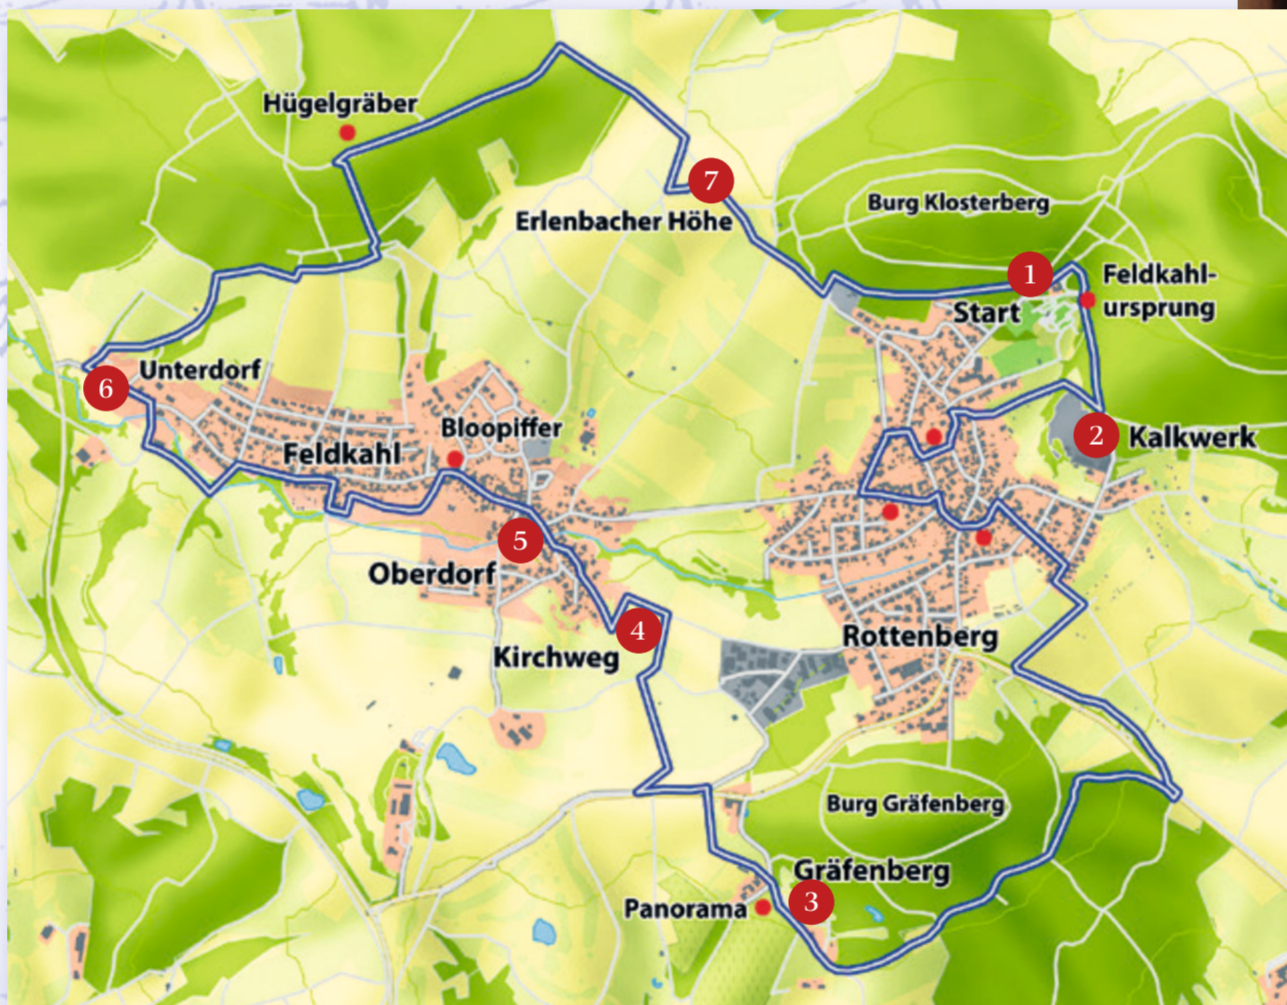 Hügelgräber
7
Burg Klosterberg
Erlenbacher Höhe
1
Feldkahl-
ursprung
Start
Unterdorf
6
Bloopiffer
2
Kalkwerk
Feldkahl
5
Oberdorf
4
Rottenberg
Kirchweg
Burg Gräfenberg
Gräfenberg
3
Panorama